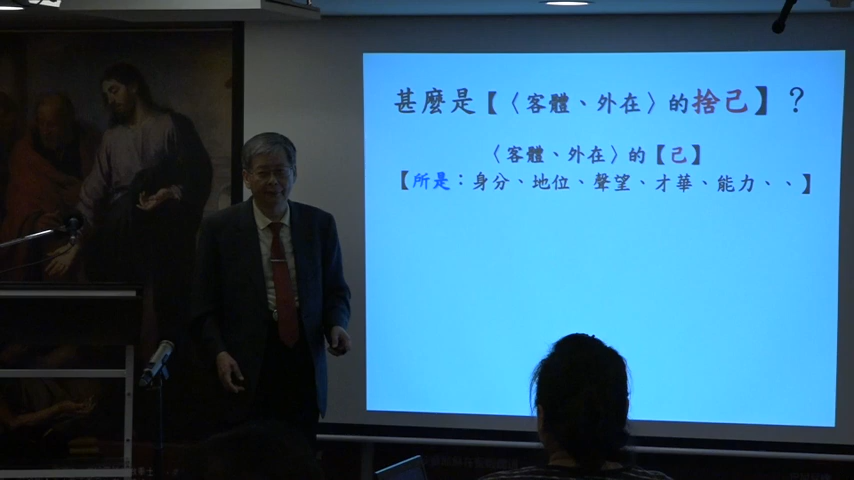 甚麼是【〈客體、外在〉的捨己】？
〈客體、外在〉的【己】
【所是：身分、地位、聲望、才華、能力、、】